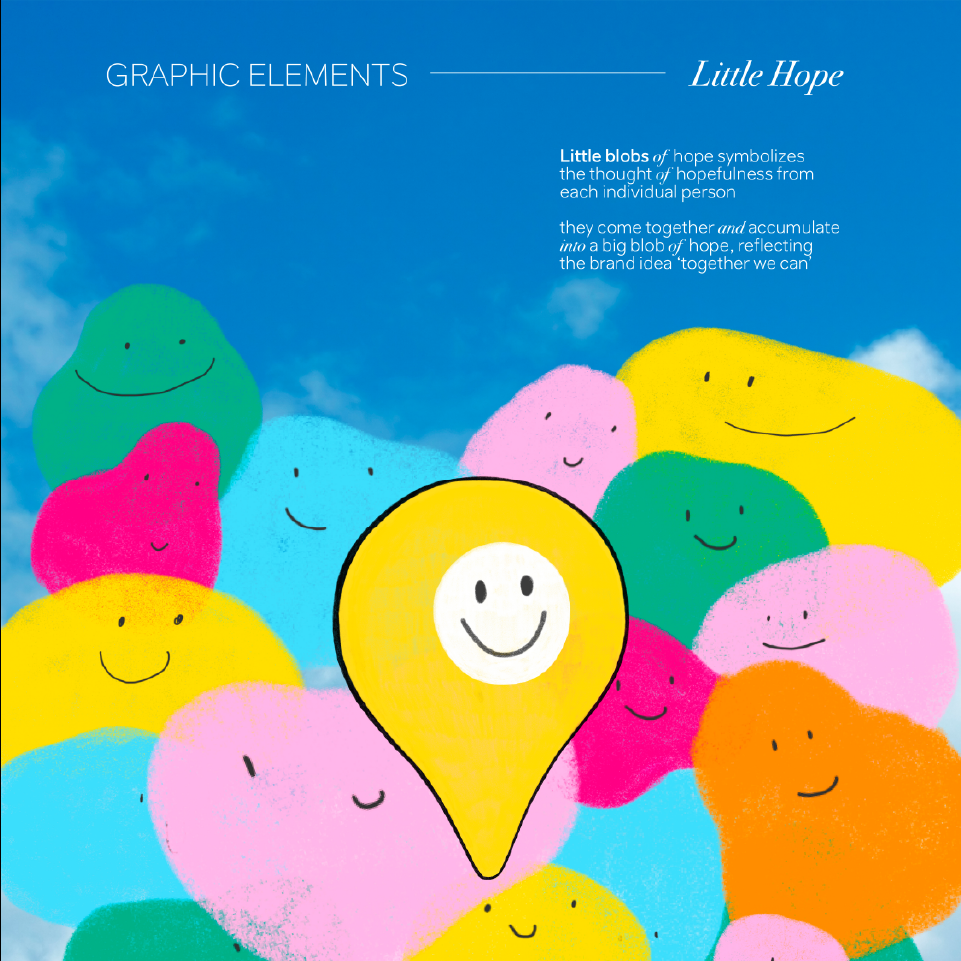 GRAPHIC ELEMENTS
Little Hope
Little blobs of hope symbolizes
the thought of hopefulness from
each individual person
they come together and accumulate
into a big blob of hope, reflecting
the brand idea ‘together we can’